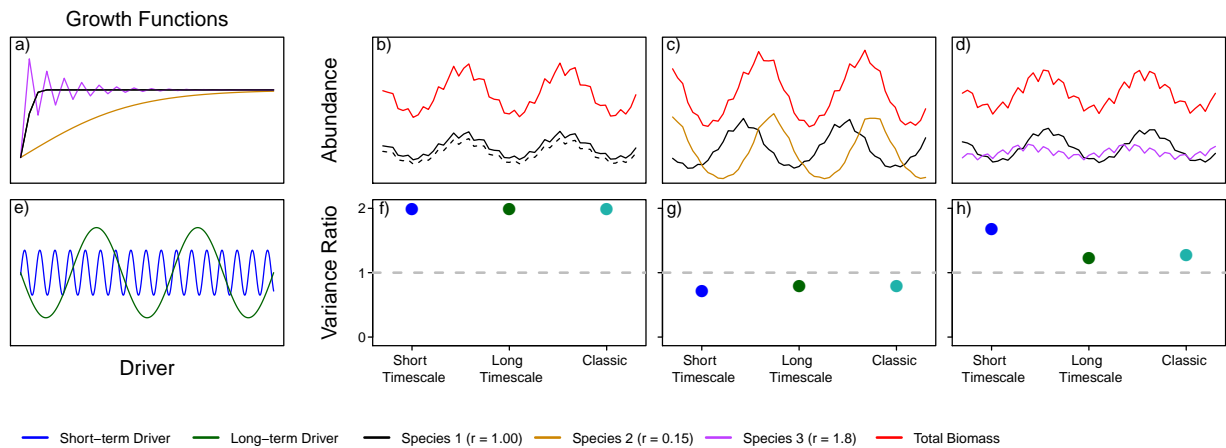 Growth Functions
a)
b)
c)
d)
Abundance
e)
f)
g)
h)
Variance Ratio
2
1
0
Driver
Short
Timescale
Long
Timescale
Classic
Short
Timescale
Long
Timescale
Classic
Short
Timescale
Long
Timescale
Classic
Short−term Driver
Long−term Driver
Species 1 (r = 1.00)
Species 2 (r = 0.15)
Species 3 (r = 1.8)
Total Biomass